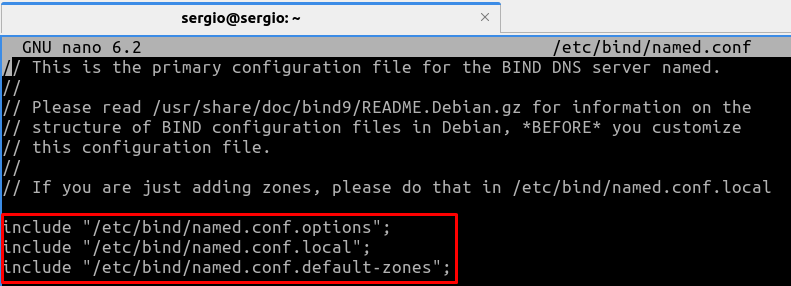 sergio@sergio: ~
×
GNU nano 6.2 /etc/bind/named.conf
// This is the primary configuration file for the BIND DNS server named.
//
// Please read /usr/share/doc/bind9/README.Debian.gz for information on the
// structure of BIND configuration files in Debian, *BEFORE* you customize
// this configuration file.
//
// If you are just adding zones, please do that in /etc/bind/named.conf.local
include "/etc/bind/named.conf.options";
include "/etc/bind/named.conf.local";
include "/etc/bind/named.conf.default-zones";